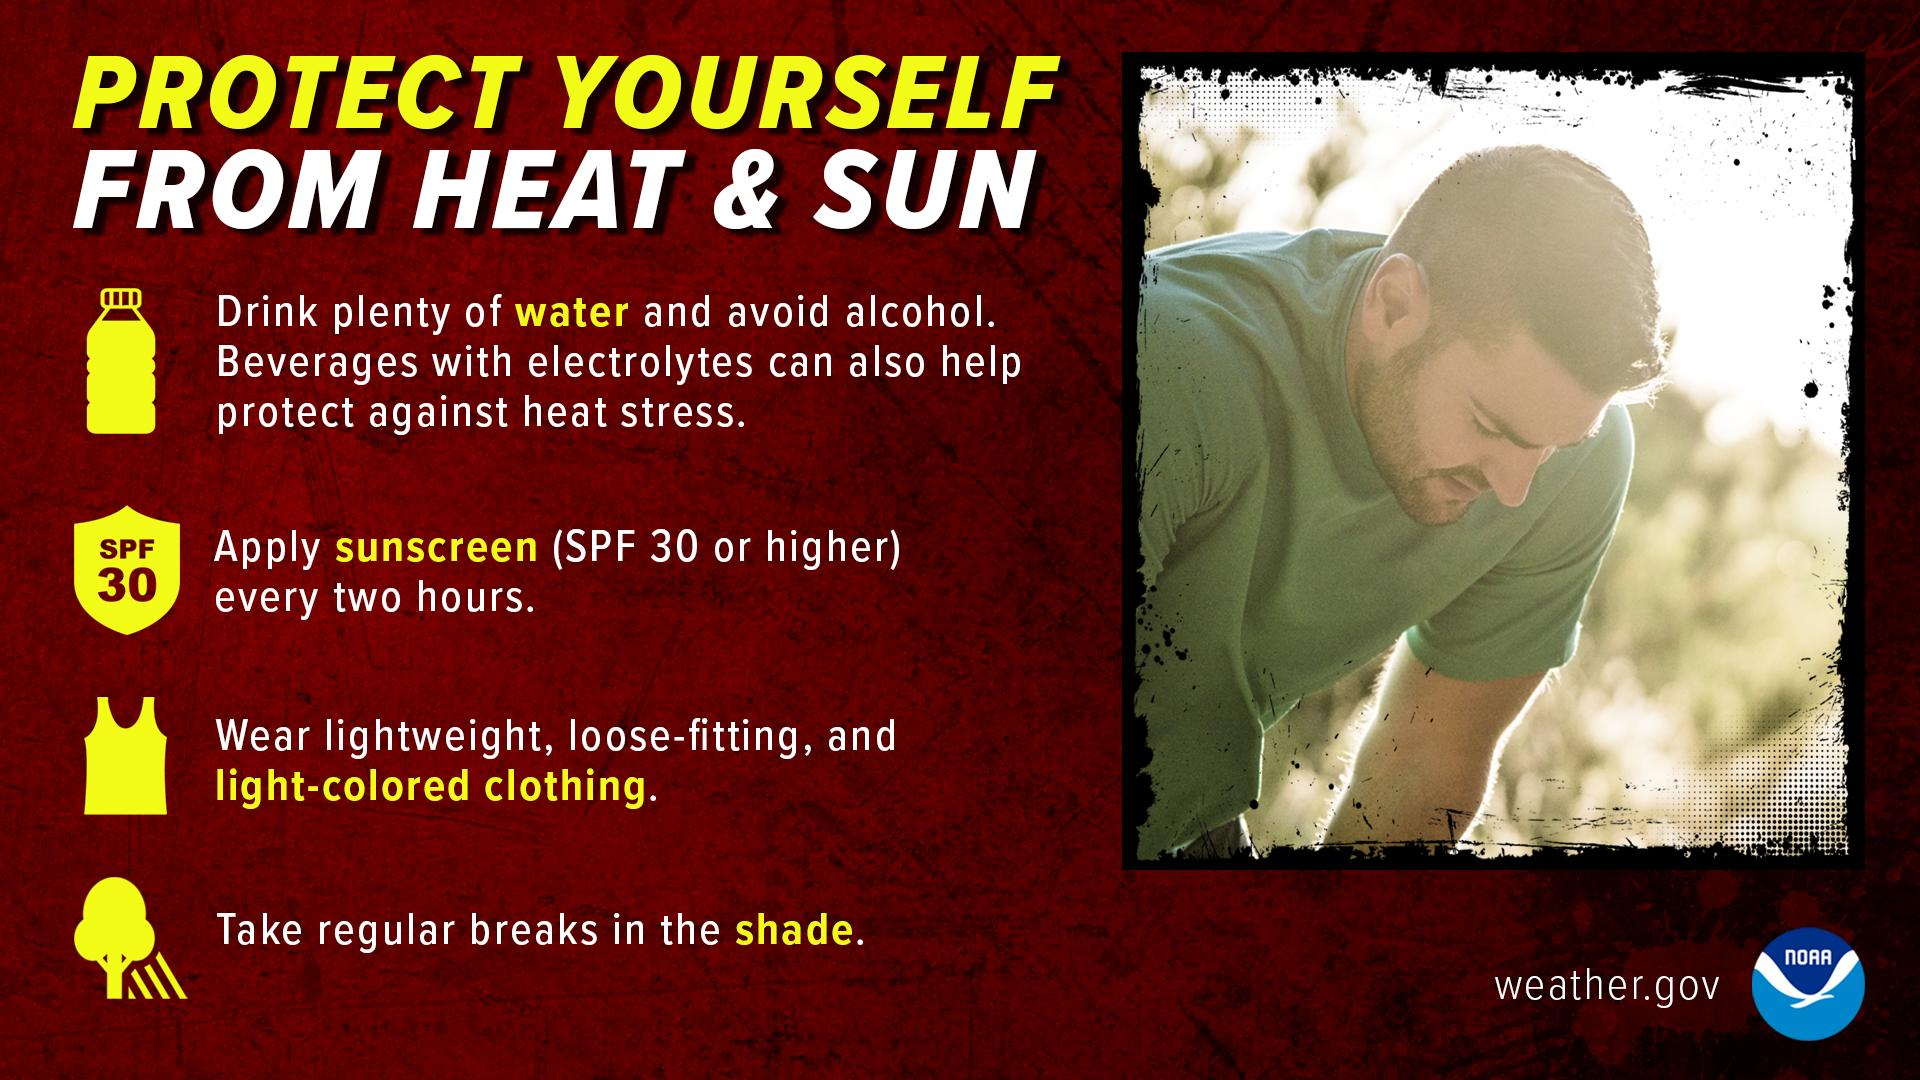 PROTECT YOURSELF
FROM HEAT & SUN
Drink plenty of water and avoid alcohol.
Beverages with electrolytes can also help
protect against heat stress.
SPF
30
Apply sunscreen (SPF 30 or higher)
every two hours.
Wear lightweight, loose-fitting, and
light-colored clothing.
Take regular breaks in the shade.
weather.gov
NOAA